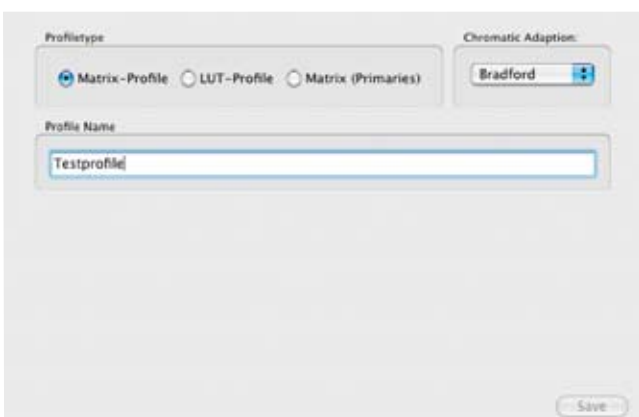 Profiletype
Chromatic Adaption:
Matrix-Profile LUT-Profile Matrix (Primaries)
Bradford
Profile Name
Testprofile
Save